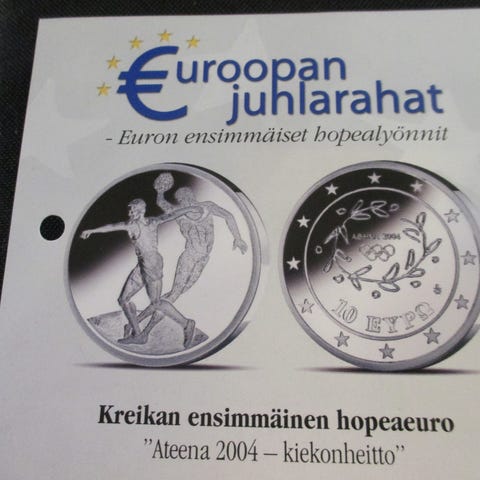 €uroopan
juhlarahat
- Euron ensimmäiset hopealyönnit
ΑΘΗΝΑ 2004
10 ΕΥΡΩ
Kreikan ensimmäinen hopeaeuro
”Ateena 2004 – kiekonheitto”